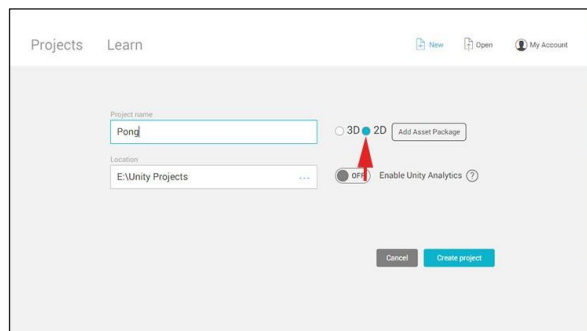 Projects Learn New Open My Account
Project name
Pong 3D 2D Add Asset Package
Location
E:\Unity Projects ... OFF Enable Unity Analytics ?
Cancel Create project